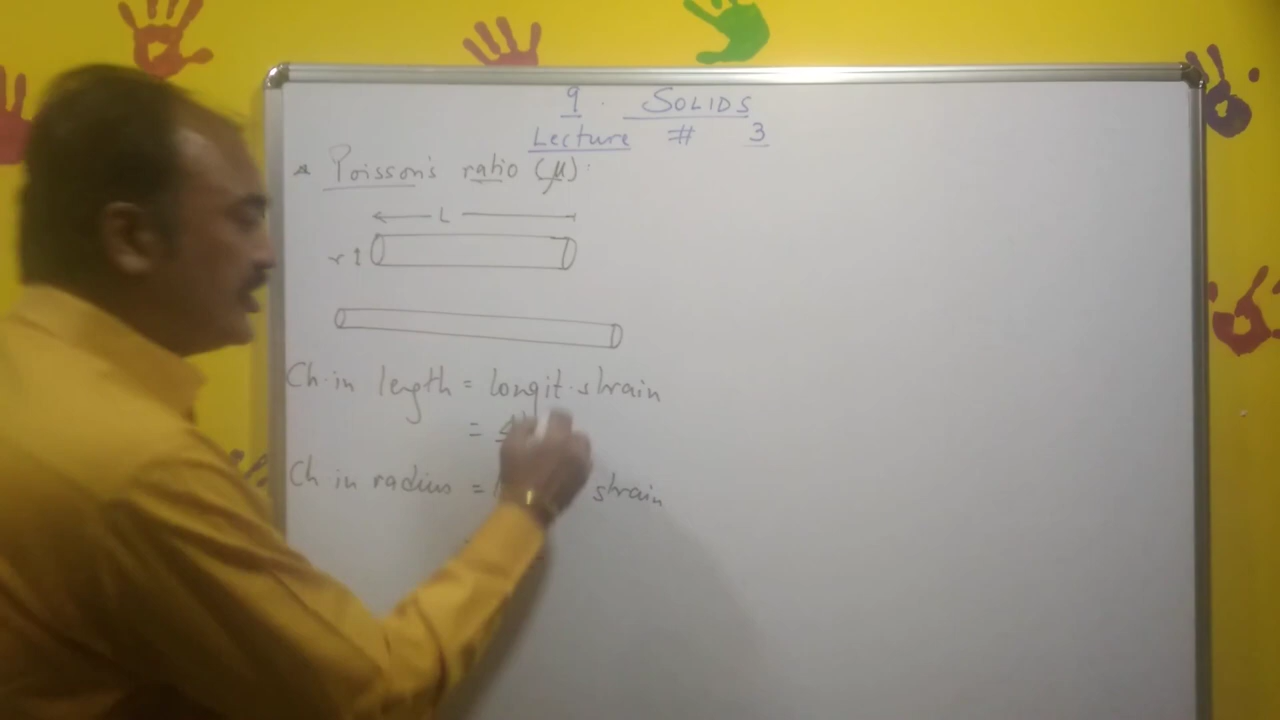 9. SOLIDS
Lecture # 3
Poisson's ratio (μ):
L
r
Ch. in length = longit. strain
=
Ch in radius = strain